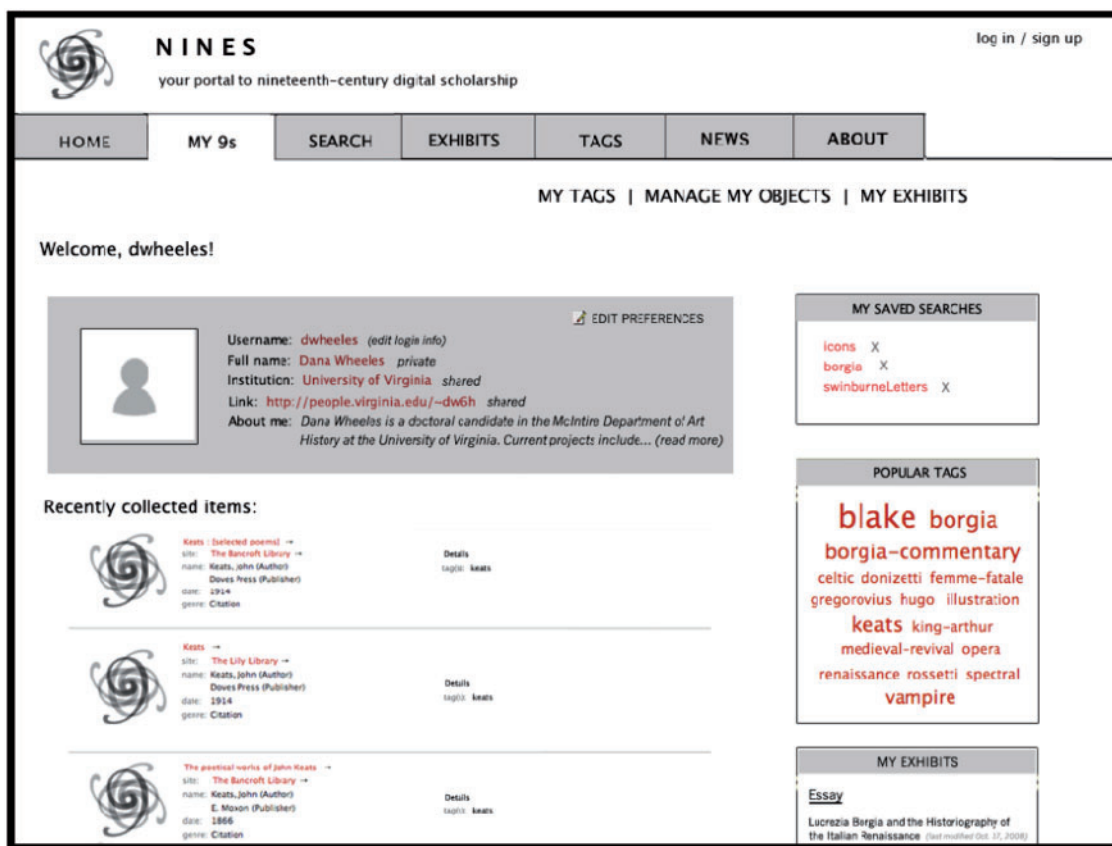 NINES
your portal to nineteenth-century digital scholarship
log in / sign up
HOME
MY 9s
SEARCH
EXHIBITS
TAGS
NEWS
ABOUT
MY TAGS | MANAGE MY OBJECTS | MY EXHIBITS
Welcome, dwheeles!
EDIT PREFERENCES
Username: dwheeles (edit login info)
Full name: Dana Wheeles private
Institution: University of Virginia shared
Link: http://people.virginia.edu/~dw6h shared
About me: Dana Wheeles is a doctoral candidate in the McIntire Department of Art
History at the University of Virginia. Current projects include... (read more)
Recently collected items:
Keats : [selected poems] →
site: The Bancroft Library →
name: Keats, John (Author)
Doves Press (Publisher)
date: 1914
genre: Citation
Details
tag(s): keats
Keats →
site: The Lily Library →
name: Keats, John (Author)
Doves Press (Publisher)
date: 1914
genre: Citation
Details
tag(s): keats
The poetical works of John Keats →
site: The Bancroft Library →
name: Keats, John (Author)
E. Moxon (Publisher)
date: 1866
genre: Citation
Details
tag(s): keats
MY SAVED SEARCHES
icons X
borgia X
swinburneLetters X
POPULAR TAGS
blake borgia
borgia-commentary
celtic donizetti femme-fatale
gregorovius hugo illustration
keats king-arthur
medieval-revival opera
renaissance rossetti spectral
vampire
MY EXHIBITS
Essay
Lucrezia Borgia and the Historiography of
the Italian Renaissance (last modified Oct. 17, 2008)